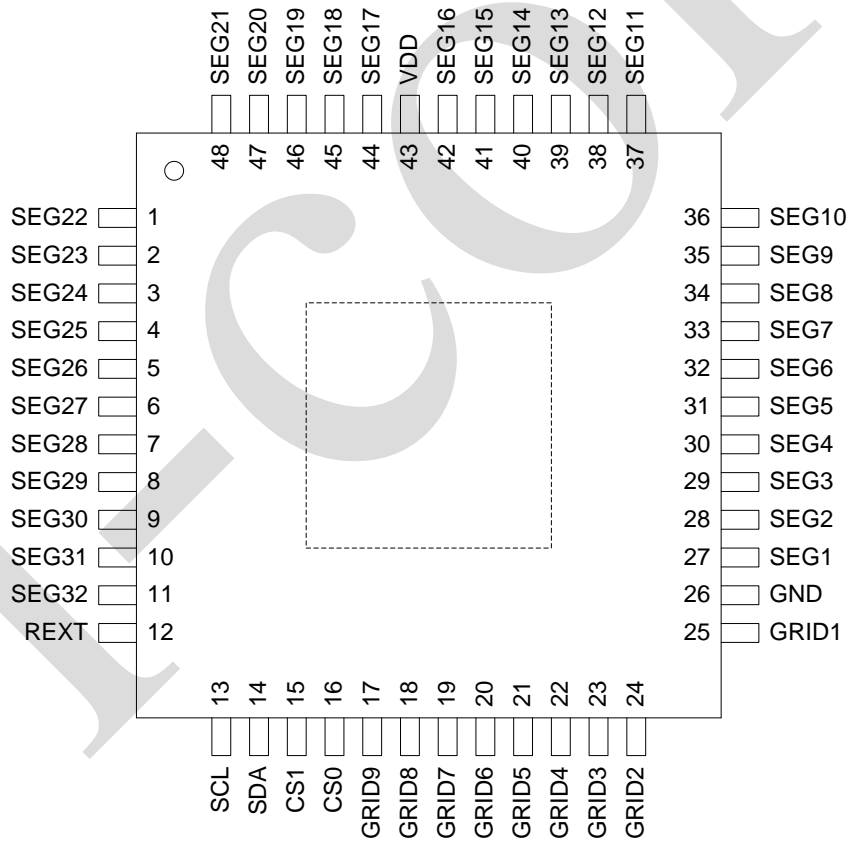 SEG21 SEG20 SEG19 SEG18 SEG17 VDD SEG16 SEG15 SEG14 SEG13 SEG12 SEG11
48 47 46 45 44 43 42 41 40 39 38 37
SEG22 1 36 SEG10
SEG23 2 35 SEG9
SEG24 3 34 SEG8
SEG25 4 33 SEG7
SEG26 5 32 SEG6
SEG27 6 31 SEG5
SEG28 7 30 SEG4
SEG29 8 29 SEG3
SEG30 9 28 SEG2
SEG31 10 27 SEG1
SEG32 11 26 GND
REXT 12 25 GRID1
13 14 15 16 17 18 19 20 21 22 23 24
SCL SDA CS1 CS0 GRID9 GRID8 GRID7 GRID6 GRID5 GRID4 GRID3 GRID2